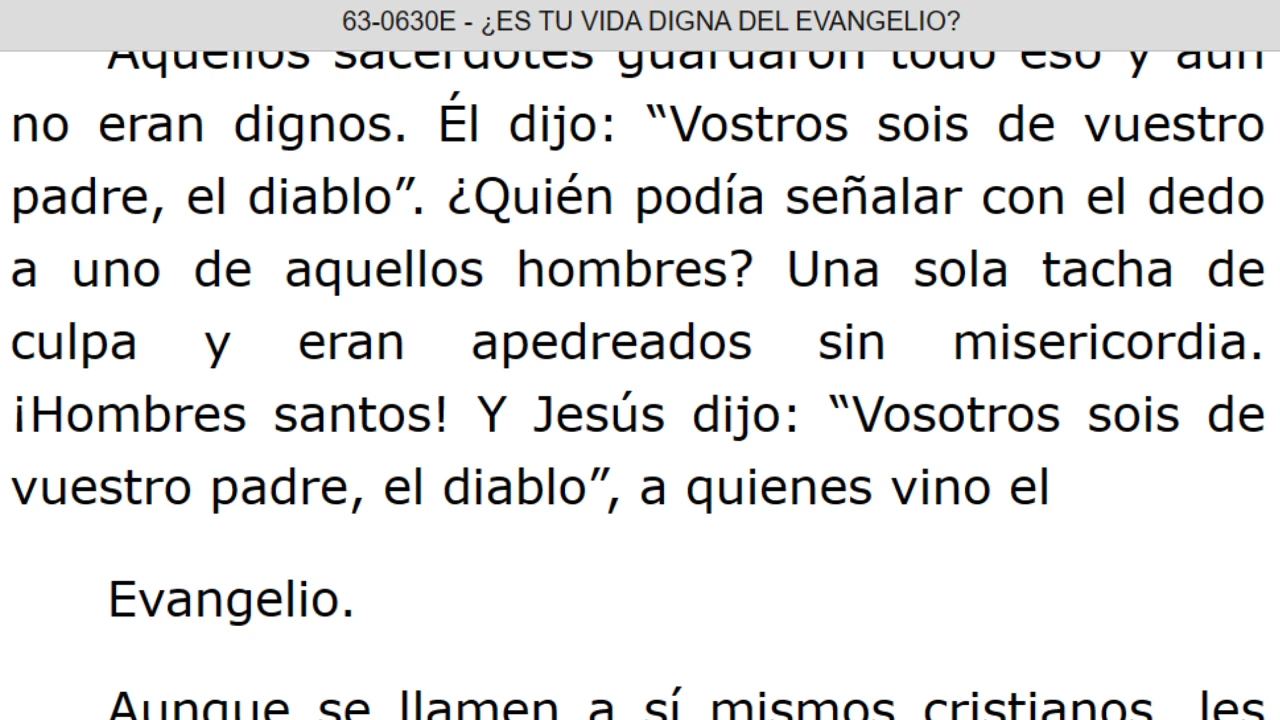 63-0630E - ¿ES TU VIDA DIGNA DEL EVANGELIO?
Aquellos sacerdotes guardaron todo eso y aun
no eran dignos. Él dijo: “Vostros sois de vuestro
padre, el diablo”. ¿Quién podía señalar con el dedo
a uno de aquellos hombres? Una sola tacha de
culpa y eran apedreados sin misericordia.
¡Hombres santos! Y Jesús dijo: “Vosotros sois de
vuestro padre, el diablo”, a quienes vino el
Evangelio.
Aunque se llamen a sí mismos cristianos, les